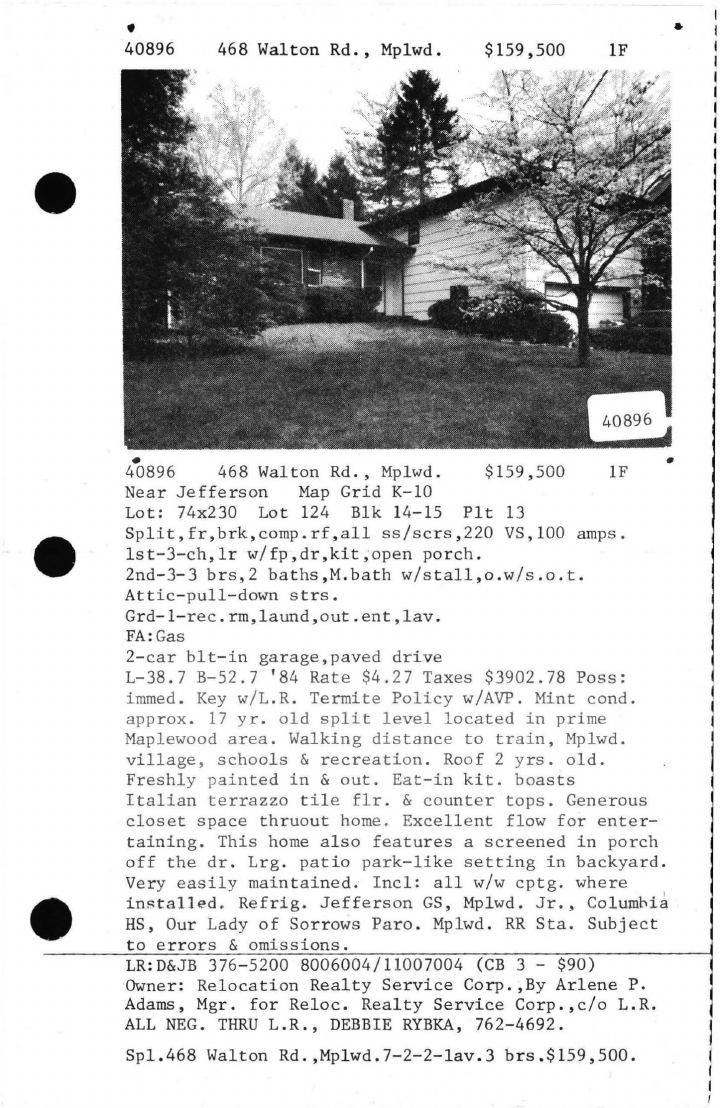 40896 468 Walton Rd., Mplwd. $159,500 1F
40896
40896 468 Walton Rd., Mplwd. $159,500 1F
Near Jefferson Map Grid K-10
Lot: 74x230 Lot 124 Blk 14-15 Plt 13
Split,fr,brk,comp.rf,all ss/scrs,220 VS,100 amps.
1st-3-ch,lr w/fp,dr,kit,open porch.
2nd-3-3 brs,2 baths,M.bath w/stall,o.w/s.o.t.
Attic-pull-down strs.
Grd-1-rec.rm,laund,out.ent,lav.
FA:Gas
2-car blt-in garage,paved drive
L-38.7 B-52.7 '84 Rate $4.27 Taxes $3902.78 Poss:
immed. Key w/L.R. Termite Policy w/AVP. Mint cond.
approx. 17 yr. old split level located in prime
Maplewood area. Walking distance to train, Mplwd.
village, schools & recreation. Roof 2 yrs. old.
Freshly painted in & out. Eat-in kit. boasts
Italian terrazzo tile flr. & counter tops. Generous
closet space thruout home. Excellent flow for enter-
taining. This home also features a screened in porch
off the dr. Lrg. patio park-like setting in backyard.
Very easily maintained. Incl: all w/w cptg. where
installed. Refrig. Jefferson GS, Mplwd. Jr., Columbia
HS, Our Lady of Sorrows Paro. Mplwd. RR Sta. Subject
to errors & omissions.
LR:D&JB 376-5200 8006004/11007004 (CB 3 - $90)
Owner: Relocation Realty Service Corp.,By Arlene P.
Adams, Mgr. for Reloc. Realty Service Corp.,c/o L.R.
ALL NEG. THRU L.R., DEBBIE RYBKA, 762-4692.
Spl.468 Walton Rd.,Mplwd.7-2-2-1av.3 brs.$159,500.